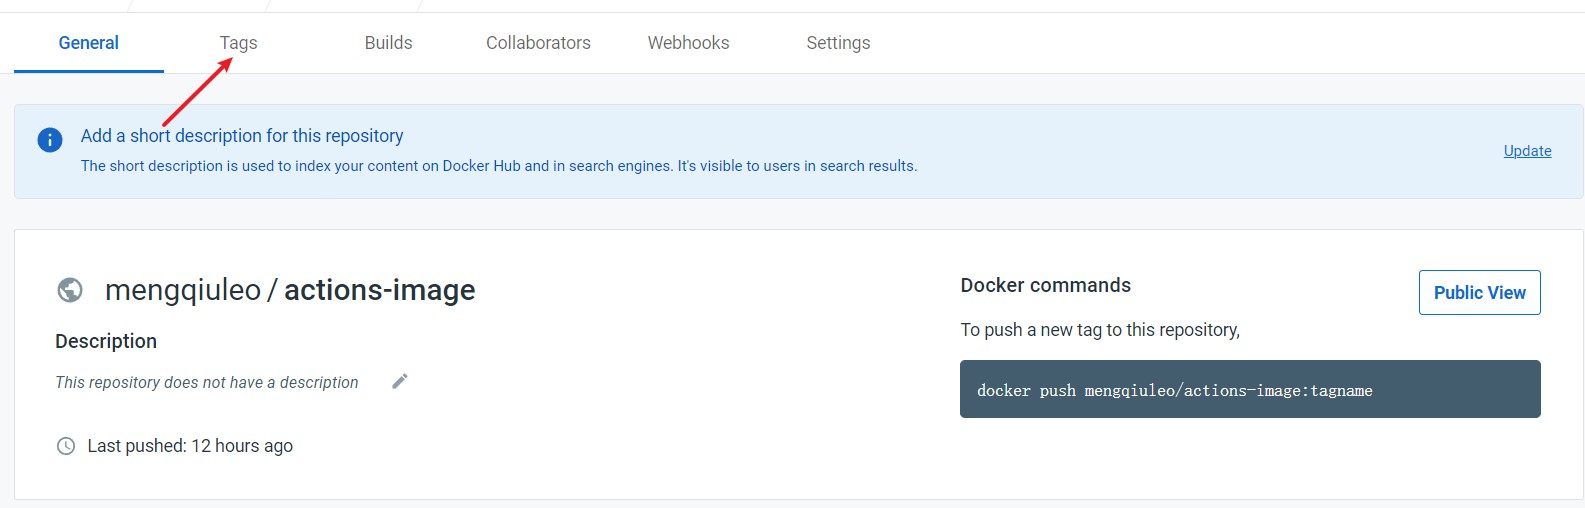 General Tags Builds Collaborators Webhooks Settings
Add a short description for this repository
The short description is used to index your content on Docker Hub and in search engines. It's visible to users in search results.
Update
mengqiuleo / actions-image
Description
This repository does not have a description
Last pushed: 12 hours ago
Docker commands
Public View
To push a new tag to this repository,
docker push mengqiuleo/actions-image:tagname